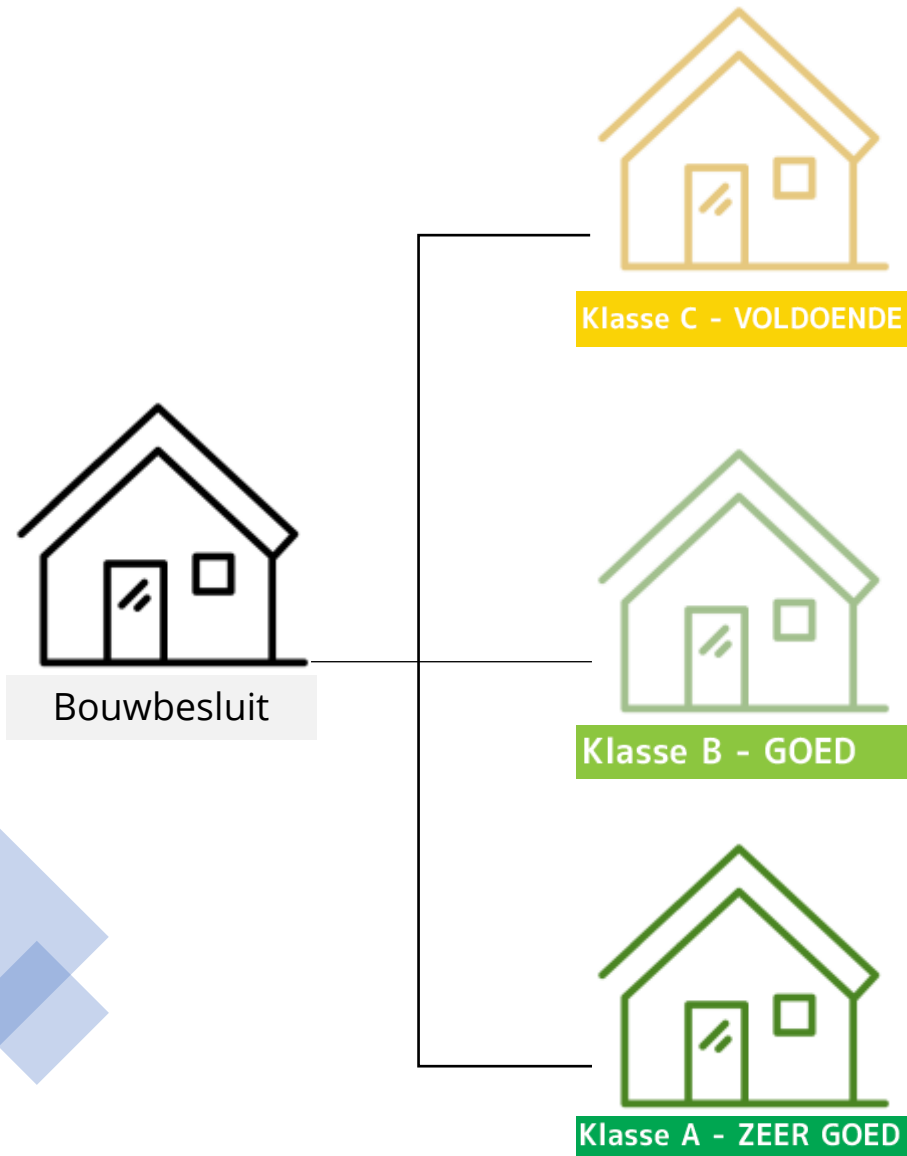 Klasse C - VOLDOENDE
Bouwbesluit
Klasse B - GOED
Klasse A - ZEER GOED